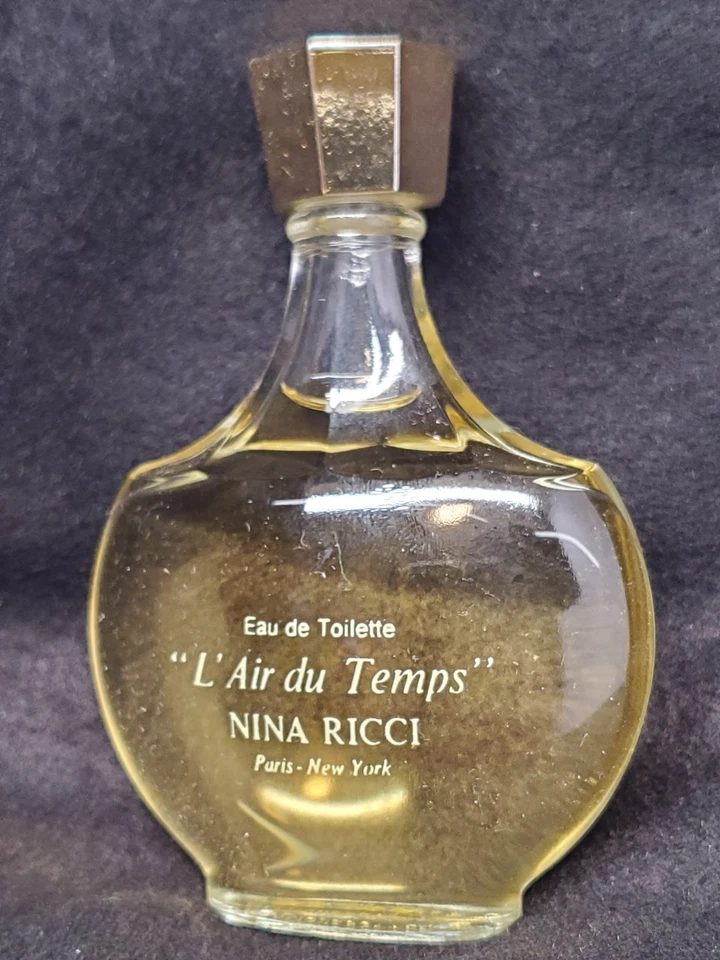 Eau de Toilette
“L'Air du Temps”
NINA RICCI
Paris - New York